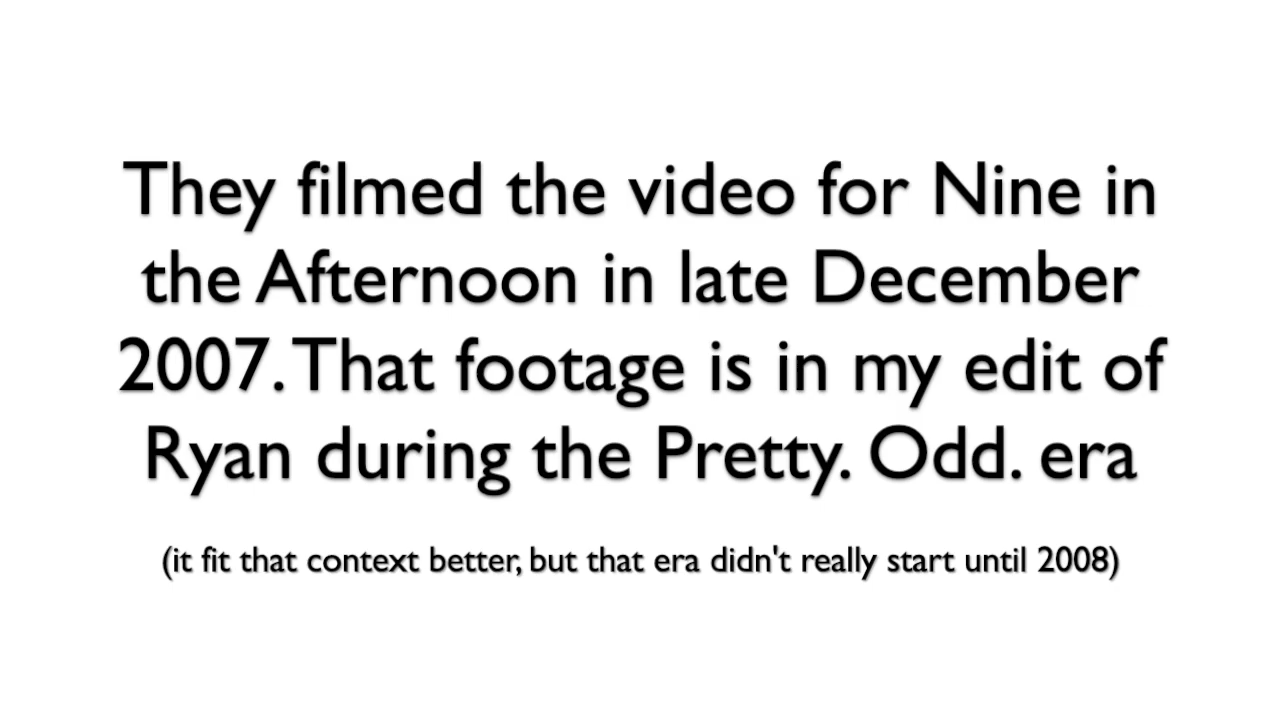 They filmed the video for Nine in
the Afternoon in late December
2007. That footage is in my edit of
Ryan during the Pretty. Odd. era
(it fit that context better, but that era didn't really start until 2008)